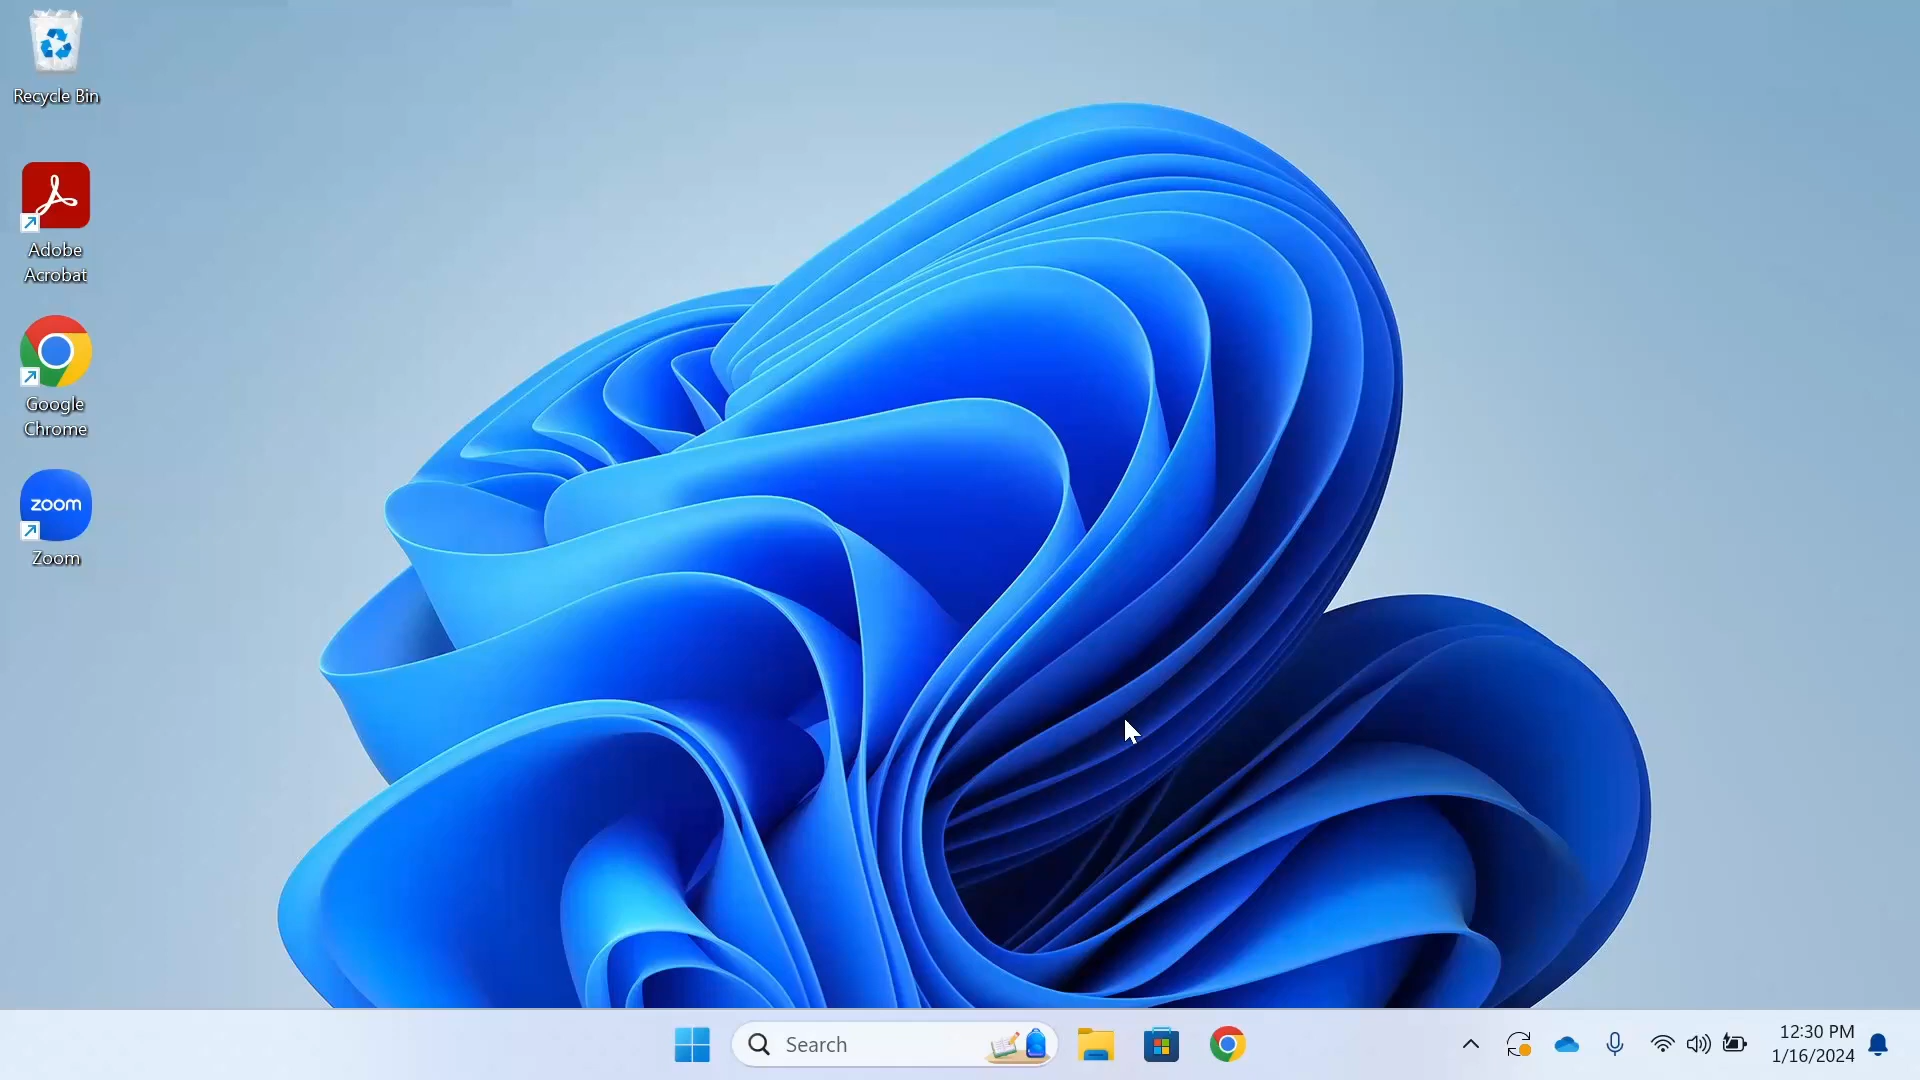 Recycle Bin
Adobe
Acrobat
Google
Chrome
zoom
Zoom
Search
12:30 PM
1/16/2024